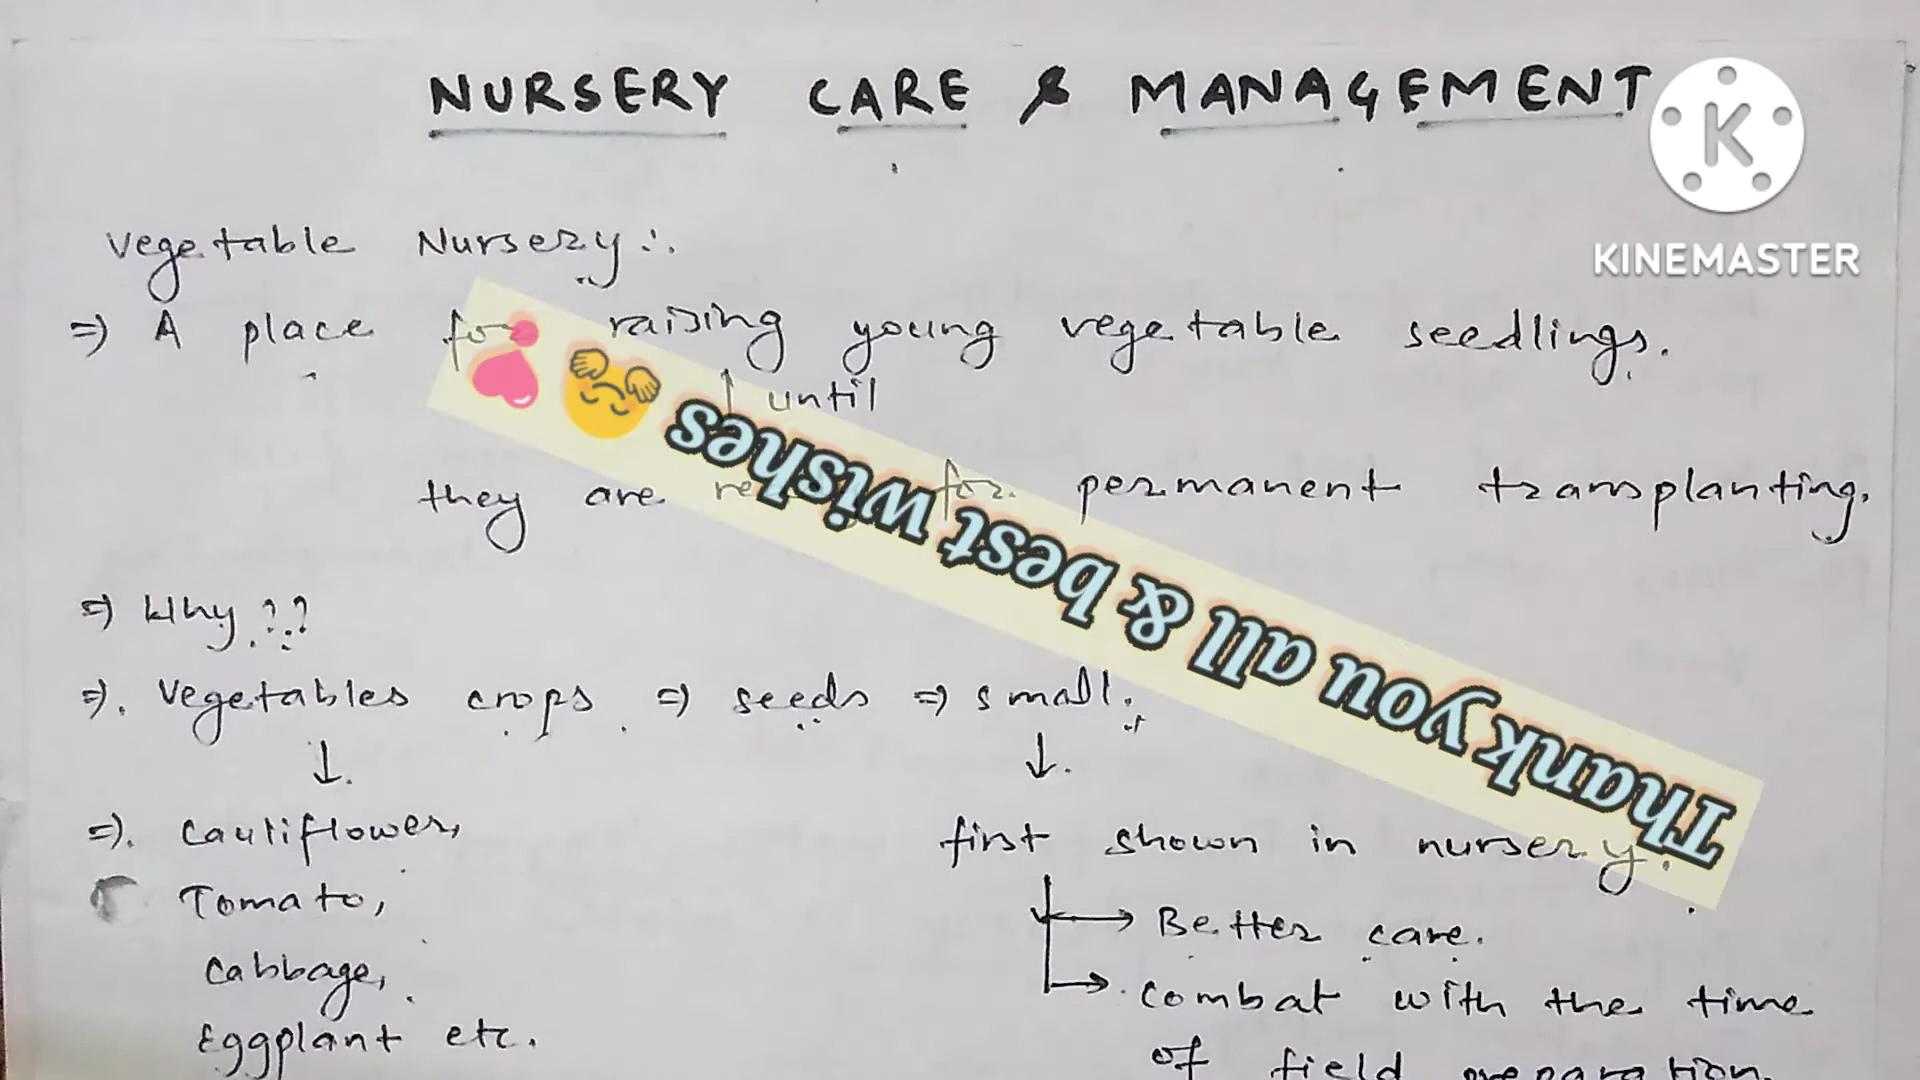 NURSERY CARE & MANAGEMENT
KINEMASTER
Vegetable Nursery :.
=) A place for raising young vegetable seedlings.
until
they are for permanent transplanting.
Thank you all & best wishes
=) Why ??
=). Vegetables crops => seeds => small.
↓. ↓.
=). Cauliflower, first shown in nursery.
Tomato, → Better care.
Cabbage, → combat with the time
Eggplant etc. of field preparation.